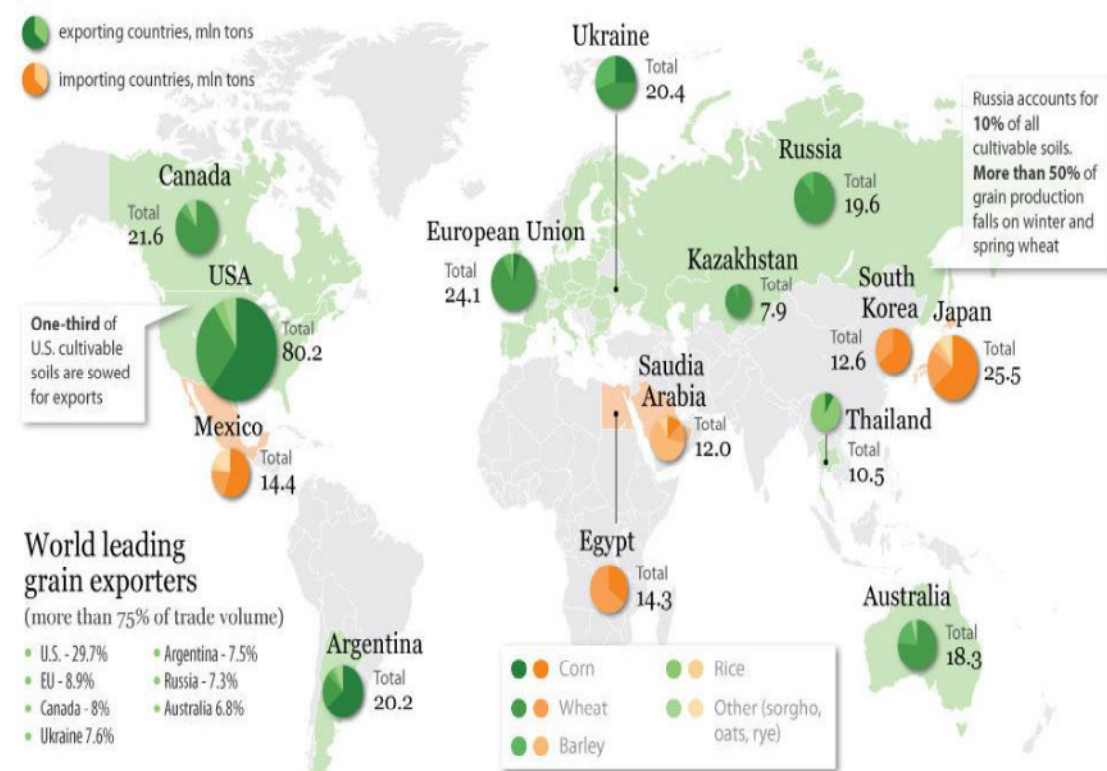 exporting countries, mln tons
importing countries, mln tons
Ukraine
Total
20.4
Russia accounts for
10% of all
cultivable soils.
More than 50% of
grain production
falls on winter and
spring wheat
Russia
Total
19.6
Canada
Total
21.6
European Union
Total
24.1
Kazakhstan
Total
7.9
USA
Total
80.2
One-third of
U.S. cultivable
soils are sowed
for exports
South
Korea
Total
12.6
Japan
Total
25.5
Saudia
Arabia
Total
12.0
Thailand
Total
10.5
Mexico
Total
14.4
Egypt
Total
14.3
World leading
grain exporters
(more than 75% of trade volume)
• U.S. - 29.7%
• EU - 8.9%
• Canada - 8%
• Ukraine 7.6%
• Argentina - 7.5%
• Russia - 7.3%
• Australia 6.8%
Argentina
Total
20.2
Australia
Total
18.3
Corn
Wheat
Barley
Rice
Other (sorgho,
oats, rye)